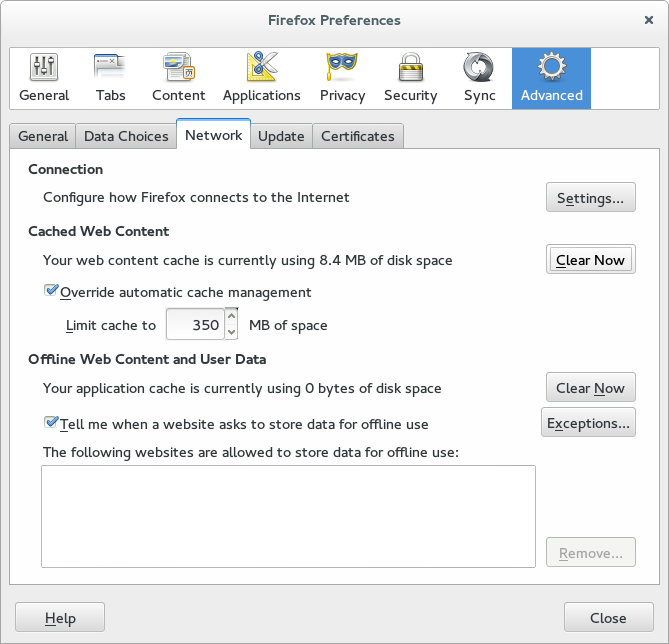 Firefox Preferences
General Tabs Content Applications Privacy Security Sync Advanced
General Data Choices Network Update Certificates
Connection
Configure how Firefox connects to the Internet Settings...
Cached Web Content
Your web content cache is currently using 8.4 MB of disk space Clear Now
Override automatic cache management
Limit cache to 350 MB of space
Offline Web Content and User Data
Your application cache is currently using 0 bytes of disk space Clear Now
Tell me when a website asks to store data for offline use Exceptions...
The following websites are allowed to store data for offline use:
Remove...
Help Close